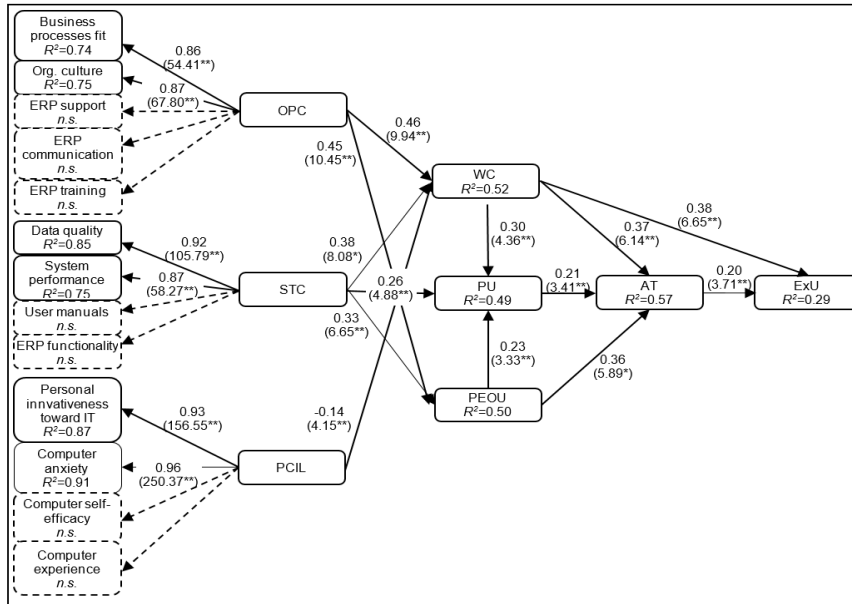 Business
processes fit
R²=0.74
Org. culture
R²=0.75
ERP support
n.s.
ERP
communication
n.s.
ERP training
n.s.
0.86
(54.41**)
0.87
(67.80**)
OPC
Data quality
R²=0.85
System
performance
R²=0.75
User manuals
n.s.
ERP functionality
n.s.
0.92
(105.79**)
0.87
(58.27**)
STC
Personal
innvativeness
toward IT
R²=0.87
Computer
anxiety
R²=0.91
Computer self-
efficacy
n.s.
Computer
experience
n.s.
0.93
(156.55**)
0.96
(250.37**)
PCIL
0.46
(9.94**)
0.45
(10.45**)
0.38
(8.08*)
0.26
(4.88**)
0.33
(6.65**)
-0.14
(4.15**)
WC
R²=0.52
0.30
(4.36**)
PU
R²=0.49
0.23
(3.33**)
PEOU
R²=0.50
0.37
(6.14**)
0.38
(6.65**)
0.21
(3.41**)
0.36
(5.89*)
AT
R²=0.57
0.20
(3.71**)
ExU
R²=0.29